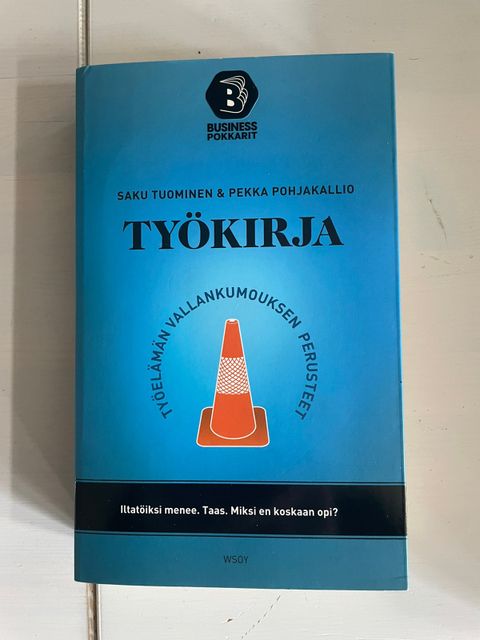 B
BUSINESS
POKKARIT
SAKU TUOMINEN & PEKKA POHJAKALLIO
TYÖKIRJA
TYÖELÄMÄN VALLANKUMOUKSEN PERUSTEET
Iltatöiksi menee. Taas. Miksi en koskaan opi?
WSOY